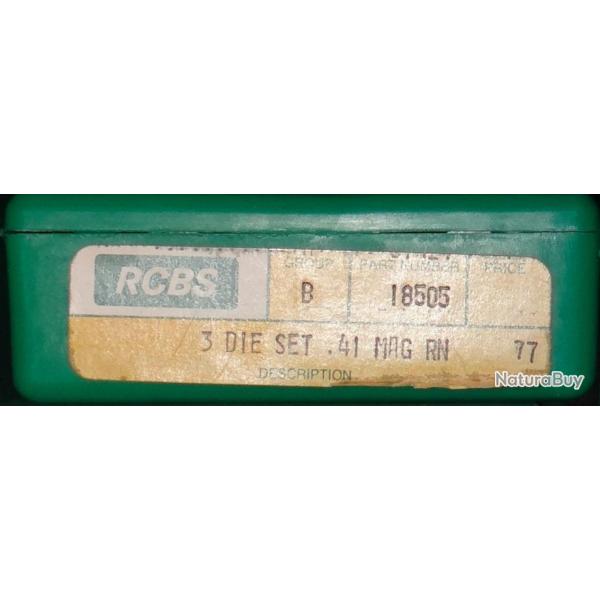 RCBS
GROUP PART NUMBER PRICE
B 18505
3 DIE SET .41 MAG RN 77
DESCRIPTION
NaturaBuy